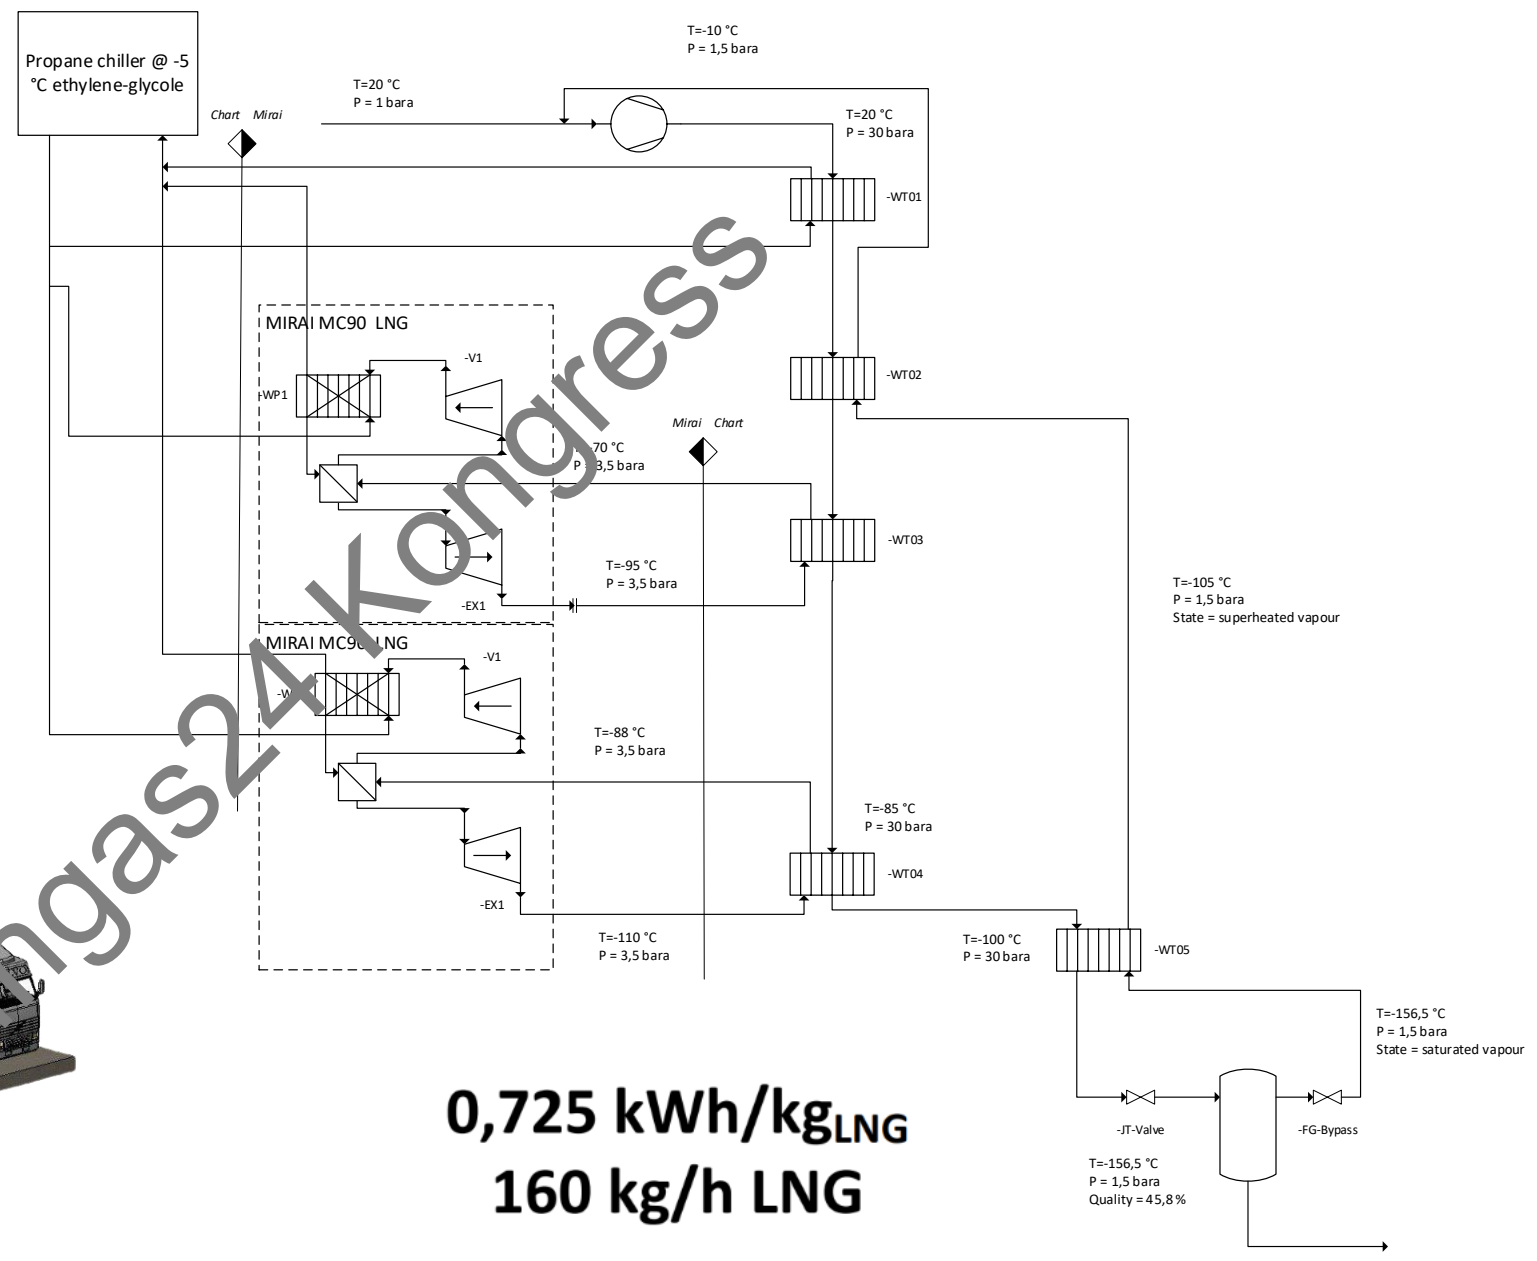 Propane chiller @ -5
°C ethylene-glycole
T=-10 °C
P = 1,5 bara
T=20 °C
P = 1 bara
Chart Mirai
T=20 °C
P = 30 bara
-WT01
MIRAI MC90 LNG
-V1
-WP1
-WT02
Mirai Chart
-70 °C
P = 3,5 bara
-WT03
T=-95 °C
P = 3,5 bara
-EX1
T=-105 °C
P = 1,5 bara
State = superheated vapour
MIRAI MC90 LNG
-V1
T=-88 °C
P = 3,5 bara
T=-85 °C
P = 30 bara
-WT04
-EX1
T=-110 °C
P = 3,5 bara
T=-100 °C
P = 30 bara
-WT05
T=-156,5 °C
P = 1,5 bara
State = saturated vapour
-JT-Valve
-FG-Bypass
T=-156,5 °C
P = 1,5 bara
Quality = 45,8 %
0,725 kWh/kgLNG
160 kg/h LNG
ngas24 Kongress